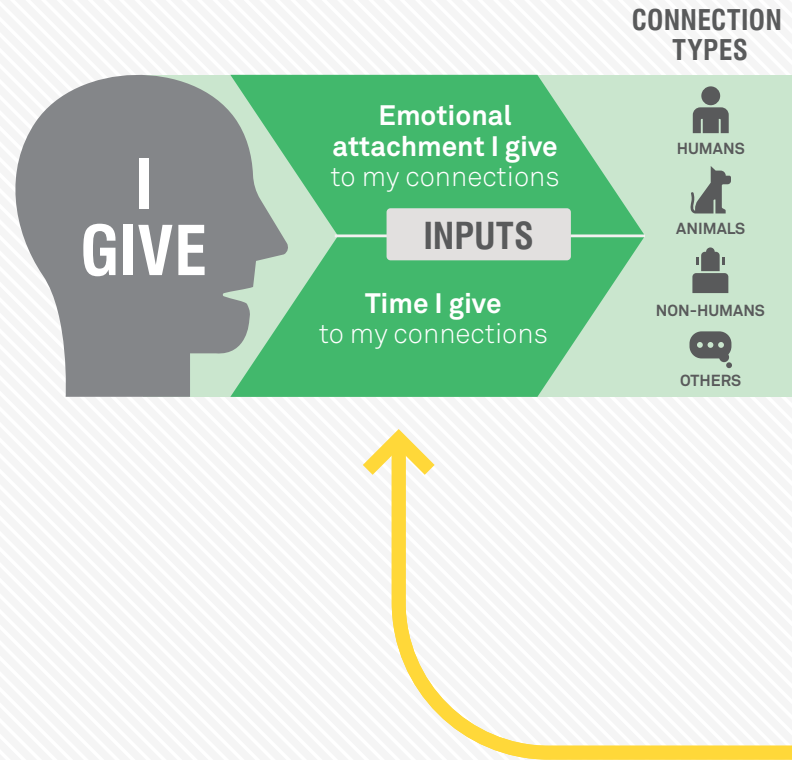 CONNECTION
TYPES
I
GIVE
Emotional
attachment I give
to my connections
INPUTS
Time I give
to my connections
HUMANS
ANIMALS
NON-HUMANS
OTHERS